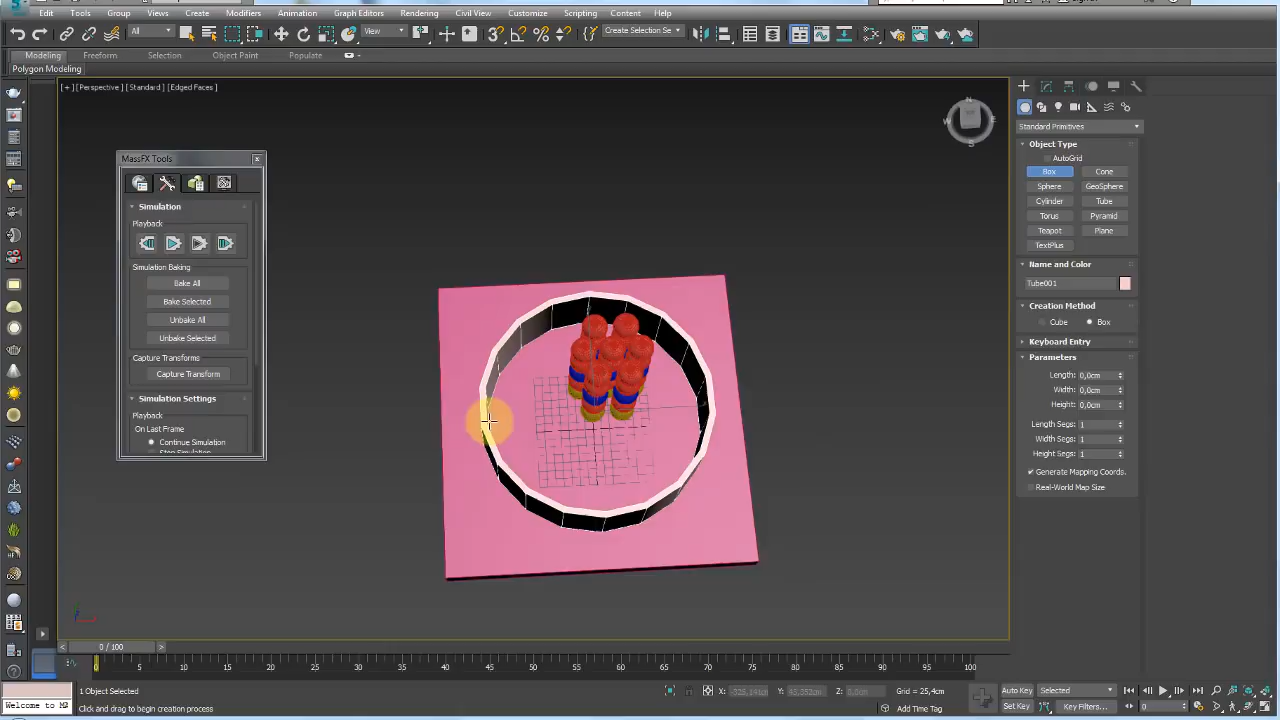 Edit Tools Group Views Create Modifiers Animation Graph Editors Rendering Civil View Customize Scripting Content Help
All View Create Selection Se
Modeling Freeform Selection Object Paint Populate
Polygon Modeling
[+] [Perspective] [Standard] [Edged Faces]
N
W E
S
MassFX Tools
Simulation
Playback
Simulation Baking
Bake All
Bake Selected
Unbake All
Unbake Selected
Capture Transforms
Capture Transform
Simulation Settings
Playback
On Last Frame
Continue Simulation
Standard Primitives
Object Type
AutoGrid
Box Cone
Sphere GeoSphere
Cylinder Tube
Torus Pyramid
Teapot Plane
TextPlus
Name and Color
Tube001
Creation Method
Cube Box
Keyboard Entry
Parameters
Length: 0,0cm
Width: 0,0cm
Height: 0,0cm
Length Segs: 1
Width Segs: 1
Height Segs: 1
Generate Mapping Coords.
Real-World Map Size
< 0 / 100 >
0 5 10 15 20 25 30 35 40 45 50 55 60 65 70 75 80 85 90 95 100
1 Object Selected X: Y: 45,352cm Z: 0,0cm Grid = 25,4cm Auto Key Selected
Welcome to M Click and drag to begin creation process Add Time Tag Set Key Key Filters... 0